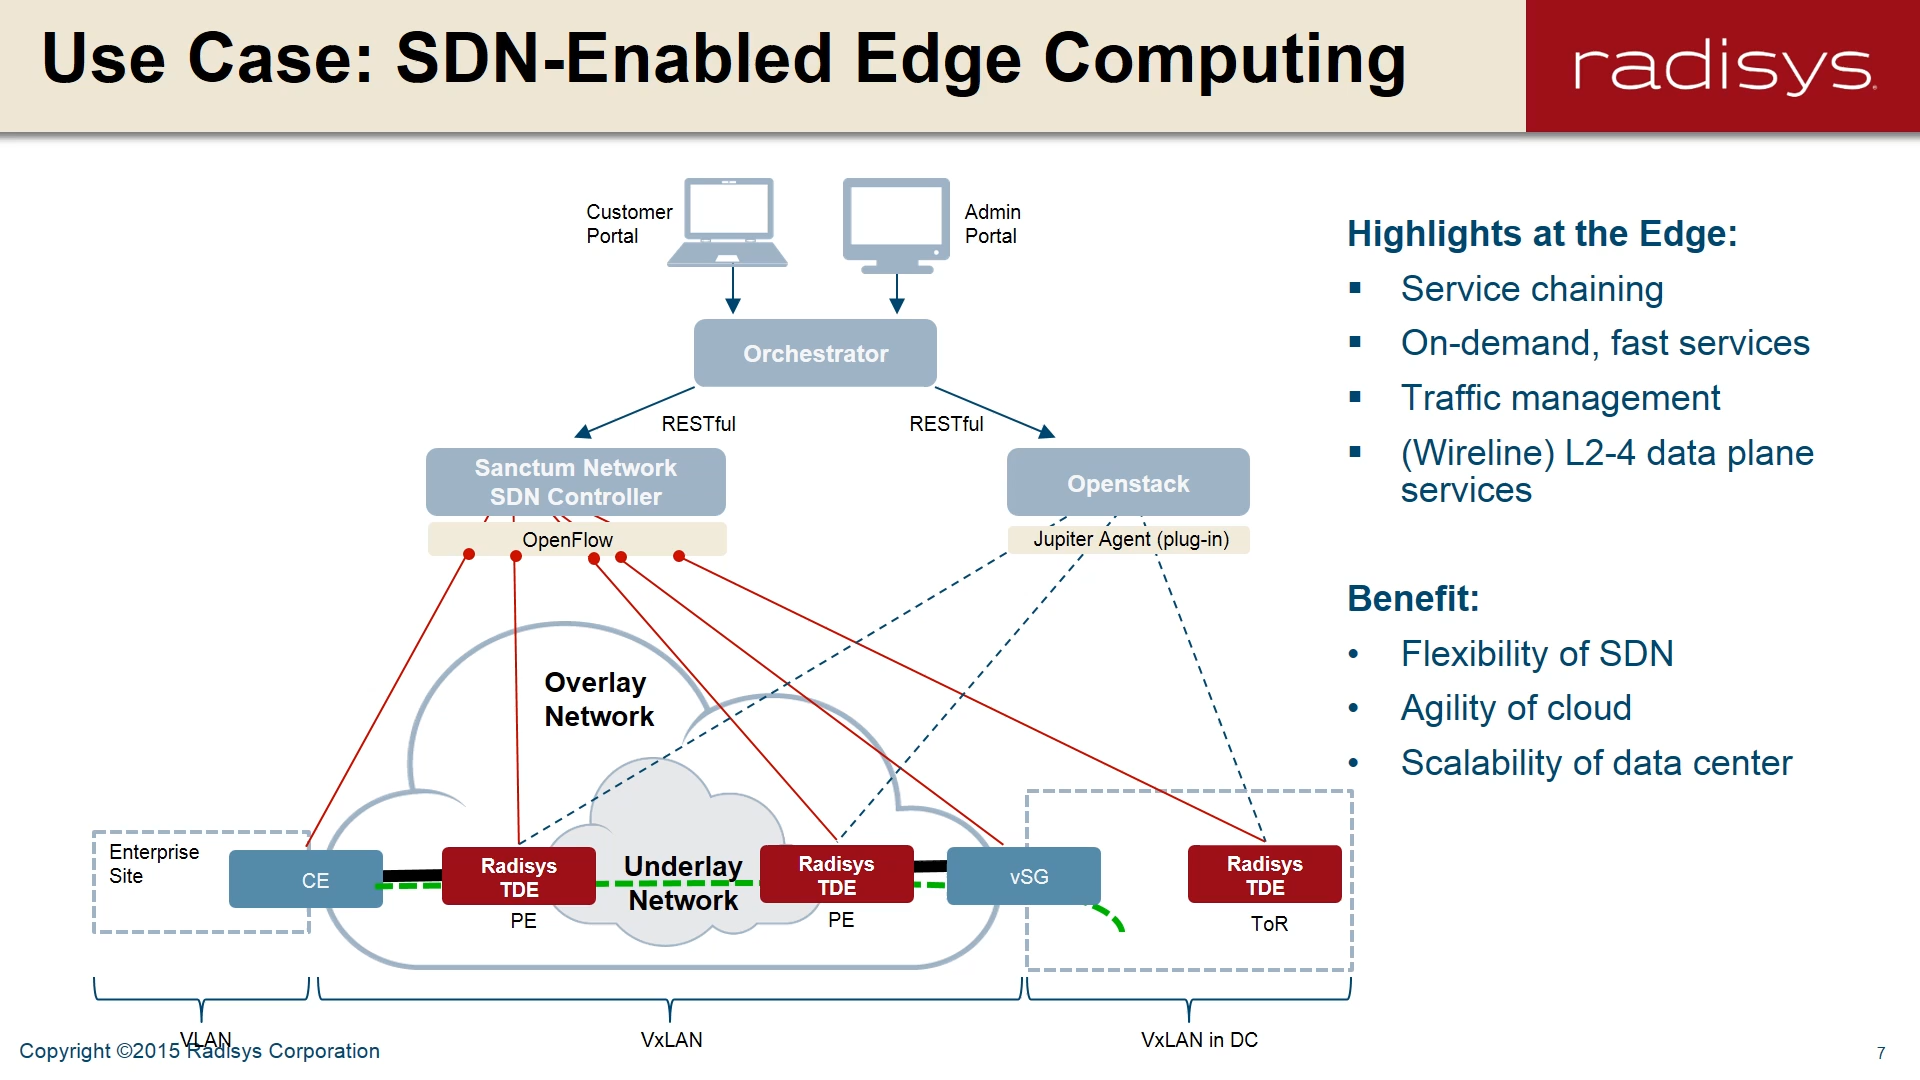 Use Case: SDN-Enabled Edge Computing
radisys.
Customer
Portal
Admin
Portal
Orchestrator
RESTful
RESTful
Sanctum Network
SDN Controller
Openstack
OpenFlow
Jupiter Agent (plug-in)
Overlay
Network
Underlay
Network
Enterprise
Site
CE
Radisys
TDE
PE
Radisys
TDE
PE
vSG
Radisys
TDE
ToR
VLAN
VxLAN
VxLAN in DC
Highlights at the Edge:
▪ Service chaining
▪ On-demand, fast services
▪ Traffic management
▪ (Wireline) L2-4 data plane
services
Benefit:
• Flexibility of SDN
• Agility of cloud
• Scalability of data center
Copyright ©2015 Radisys Corporation
7